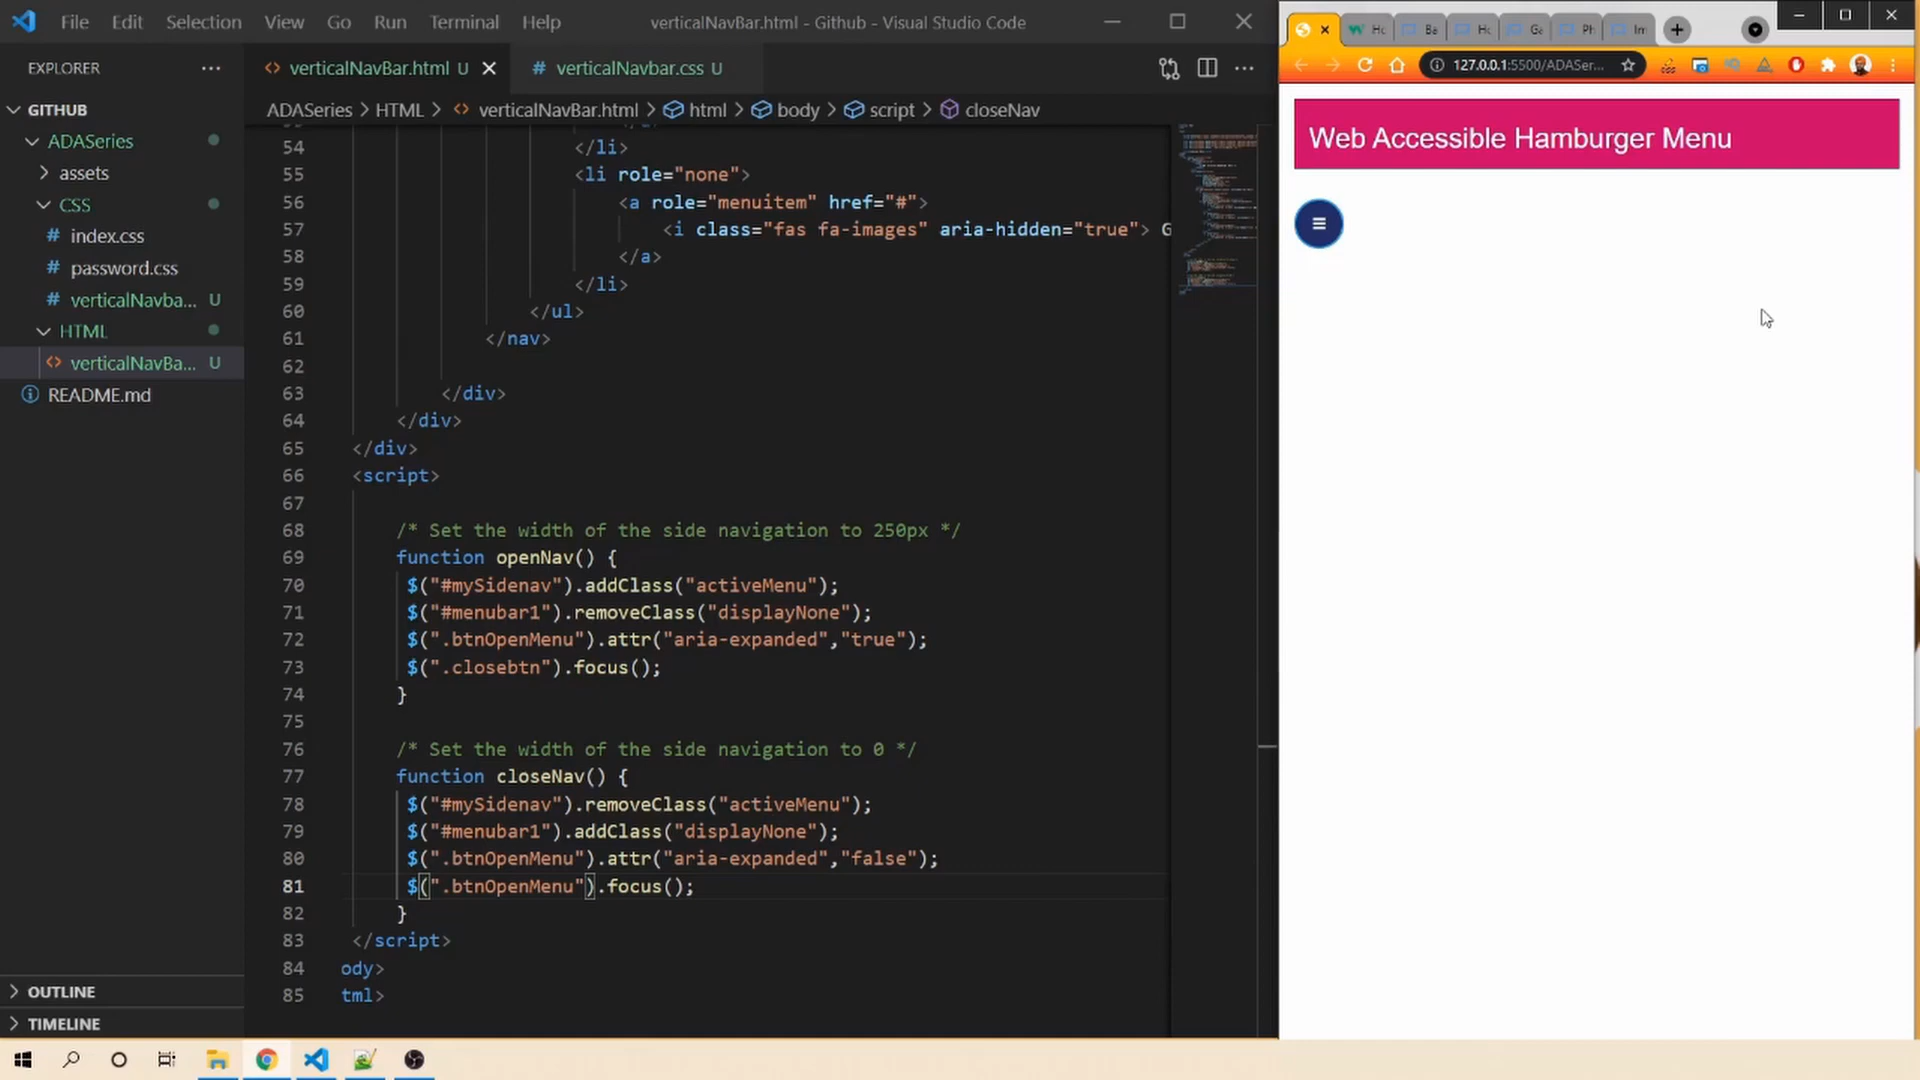 File Edit Selection View Go Run Terminal Help
verticalNavBar.html - Github - Visual Studio Code
EXPLORER
GITHUB
ADASeries
assets
CSS
index.css
password.css
verticalNavba... U
HTML
verticalNavBa... U
README.md
OUTLINE
TIMELINE
verticalNavBar.html U
verticalNavbar.css U
ADASeries > HTML > verticalNavBar.html > html > body > script > closeNav
54 </li>
55 <li role="none">
56 <a role="menuitem" href="#">
57 <i class="fas fa-images" aria-hidden="true"> G
58 </a>
59 </li>
60 </ul>
61 </nav>
62
63 </div>
64 </div>
65 </div>
66 <script>
67
68 /* Set the width of the side navigation to 250px */
69 function openNav() {
70 $("#mySidenav").addClass("activeMenu");
71 $("#menubar1").removeClass("displayNone");
72 $(".btnOpenMenu").attr("aria-expanded","true");
73 $(".closebtn").focus();
74 }
75
76 /* Set the width of the side navigation to 0 */
77 function closeNav() {
78 $("#mySidenav").removeClass("activeMenu");
79 $("#menubar1").addClass("displayNone");
80 $(".btnOpenMenu").attr("aria-expanded","false");
81 $(".btnOpenMenu").focus();
82 }
83 </script>
84 ody>
85 tml>
Hc Ba Hc Ga Ph Im
127.0.0.1:5500/ADASer...
Web Accessible Hamburger Menu